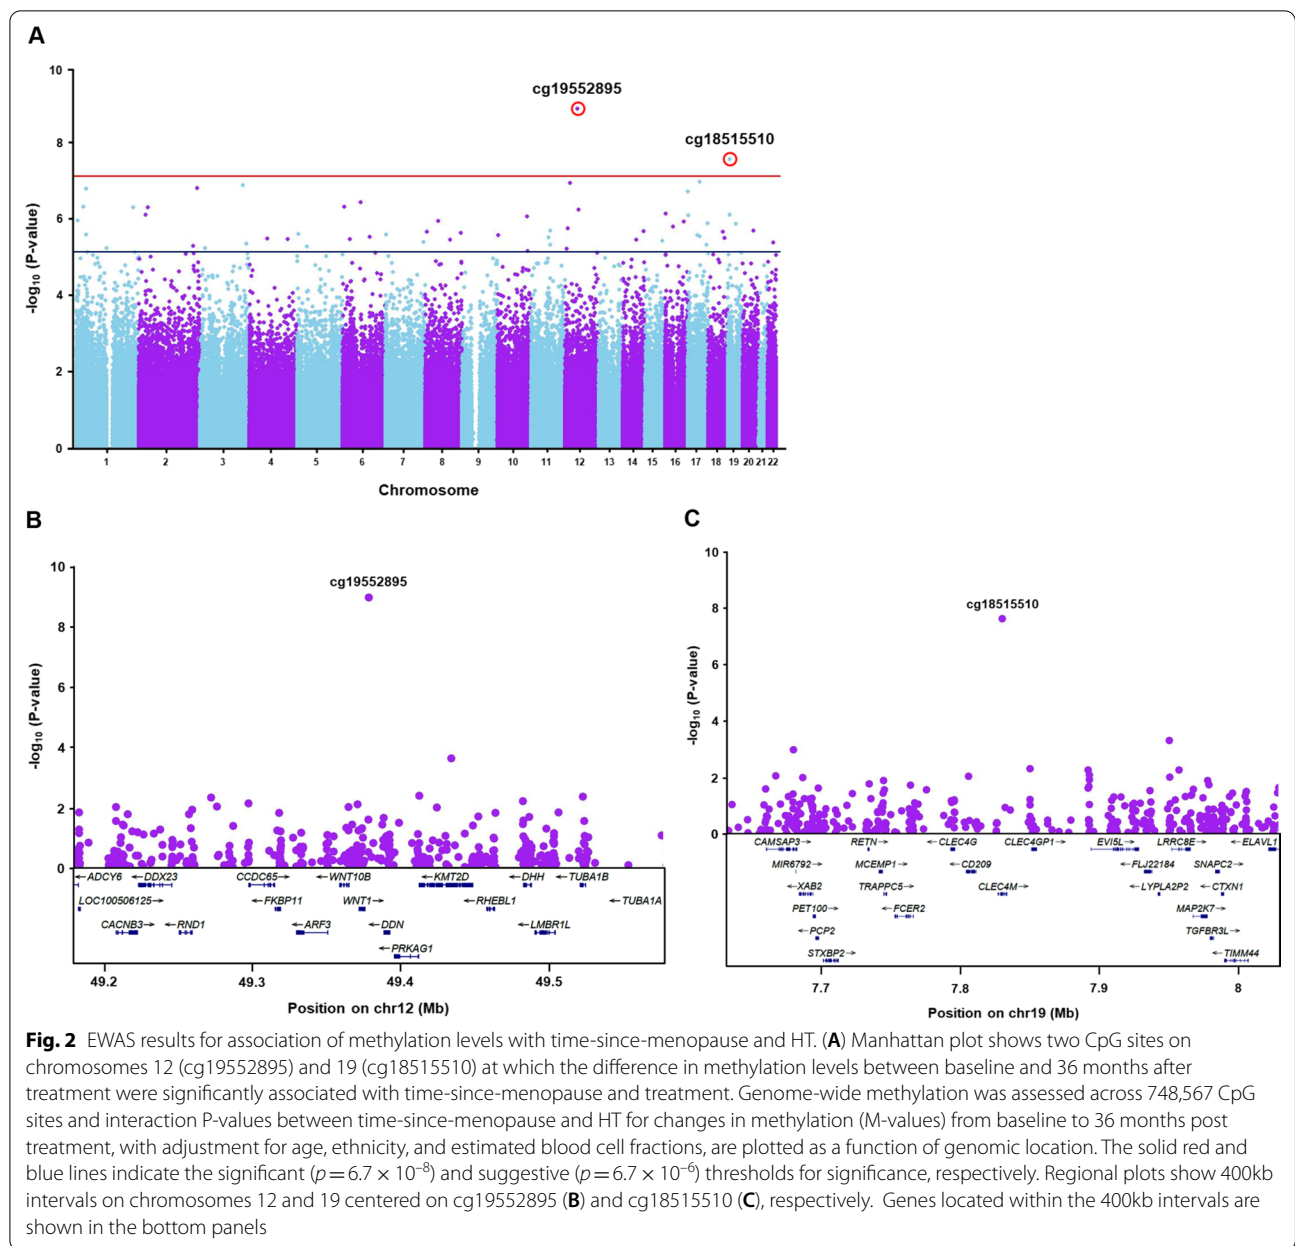 A
10
8
6
4
2
0
-log10 (P-value)
cg19552895
cg18515510
1 2 3 4 5 6 7 8 9 10 11 12 13 14 15 16 17 18 19 20 21 22
Chromosome
B
10
8
6
4
2
0
-log10 (P-value)
cg19552895
←ADCY6 ←DDX23 CCDC65→ ←WNT10B ←KMT2D ←DHH ←TUBA1B
LOC100506125→ ←FKBP11 WNT1→ ←RHEBL1 ←TUBA1A
CACNB3→ ←RND1 ←ARF3 ←DDN ←LMBR1L
←PRKAG1
49.2 49.3 49.4 49.5
Position on chr12 (Mb)
C
10
8
6
4
2
0
-log10 (P-value)
cg18515510
CAMSAP3→ RETN→ ←CLEC4G CLEC4GP1→ EVI5L→ LRRC8E→ ←ELAVL1
MIR6792→ MCEMP1→ ←CD209 ←FLJ22184 SNAPC2→
←XAB2 TRAPPC5→ CLEC4M→ ←LYPLA2P2 ←CTXN1
PET100→ ←FCER2 MAP2K7→
←PCP2 TGFBR3L→
STXBP2→ ←TIMM44
7.7 7.8 7.9 8
Position on chr19 (Mb)
Fig. 2 EWAS results for association of methylation levels with time-since-menopause and HT. (A) Manhattan plot shows two CpG sites on
chromosomes 12 (cg19552895) and 19 (cg18515510) at which the difference in methylation levels between baseline and 36 months after
treatment were significantly associated with time-since-menopause and treatment. Genome-wide methylation was assessed across 748,567 CpG
sites and interaction P-values between time-since-menopause and HT for changes in methylation (M-values) from baseline to 36 months post
treatment, with adjustment for age, ethnicity, and estimated blood cell fractions, are plotted as a function of genomic location. The solid red and
blue lines indicate the significant (p = 6.7 × 10⁻⁸) and suggestive (p = 6.7 × 10⁻⁶) thresholds for significance, respectively. Regional plots show 400kb
intervals on chromosomes 12 and 19 centered on cg19552895 (B) and cg18515510 (C), respectively. Genes located within the 400kb intervals are
shown in the bottom panels